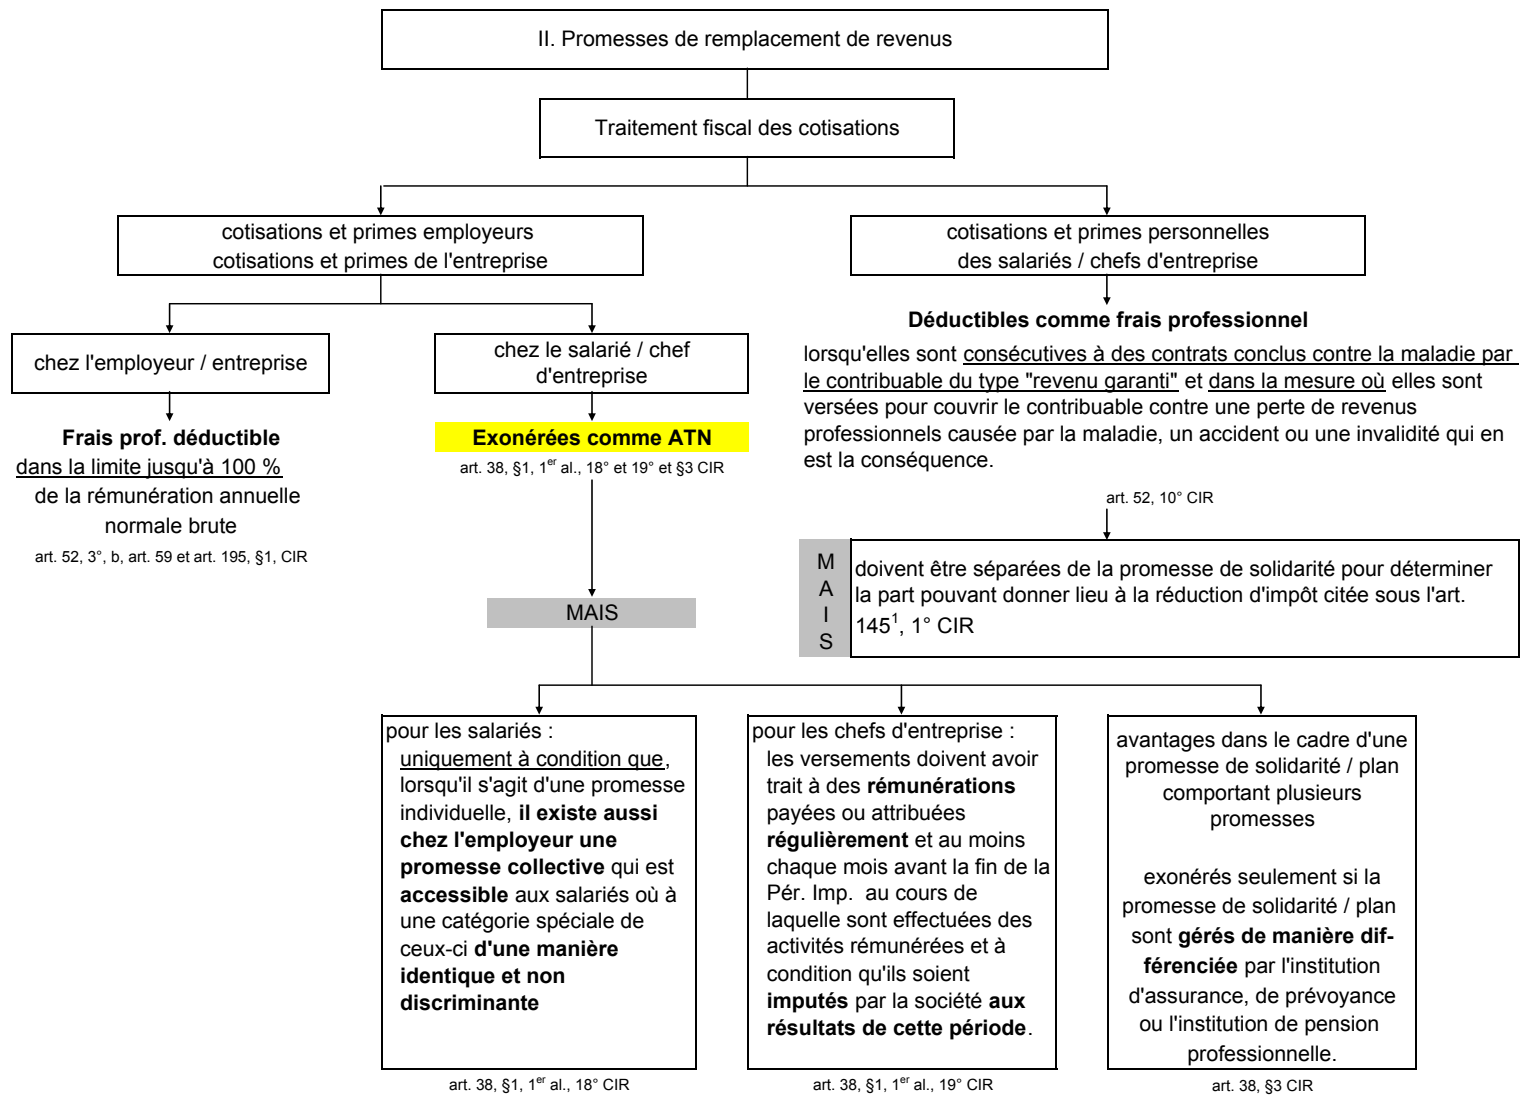 II. Promesses de remplacement de revenus
Traitement fiscal des cotisations
cotisations et primes employeurs
cotisations et primes de l'entreprise
cotisations et primes personnelles
des salariés / chefs d'entreprise
chez l'employeur / entreprise
chez le salarié / chef
d'entreprise
Déductibles comme frais professionnel
lorsqu'elles sont consécutives à des contrats conclus contre la maladie par
le contribuable du type "revenu garanti" et dans la mesure où elles sont
versées pour couvrir le contribuable contre une perte de revenus
professionnels causée par la maladie, un accident ou une invalidité qui en
est la conséquence.
art. 52, 10° CIR
Frais prof. déductible
dans la limite jusqu'à 100 %
de la rémunération annuelle
normale brute
art. 52, 3°, b, art. 59 et art. 195, §1, CIR
Exonérées comme ATN
art. 38, §1, 1er al., 18° et 19° et §3 CIR
MAIS
M
A
I
S
doivent être séparées de la promesse de solidarité pour déterminer
la part pouvant donner lieu à la réduction d'impôt citée sous l'art.
145¹, 1° CIR
pour les salariés :
uniquement à condition que,
lorsqu'il s'agit d'une promesse
individuelle, il existe aussi
chez l'employeur une
promesse collective qui est
accessible aux salariés où à
une catégorie spéciale de
ceux-ci d'une manière
identique et non
discriminante
art. 38, §1, 1er al., 18° CIR
pour les chefs d'entreprise :
les versements doivent avoir
trait à des rémunérations
payées ou attribuées
régulièrement et au moins
chaque mois avant la fin de la
Pér. Imp.  au cours de
laquelle sont effectuées des
activités rémunérées et à
condition qu'ils soient
imputés par la société aux
résultats de cette période.
art. 38, §1, 1er al., 19° CIR
avantages dans le cadre d'une
promesse de solidarité / plan
comportant plusieurs
promesses
exonérés seulement si la
promesse de solidarité / plan
sont gérés de manière dif-
férenciée par l'institution
d'assurance, de prévoyance
ou l'institution de pension
professionnelle.
art. 38, §3 CIR